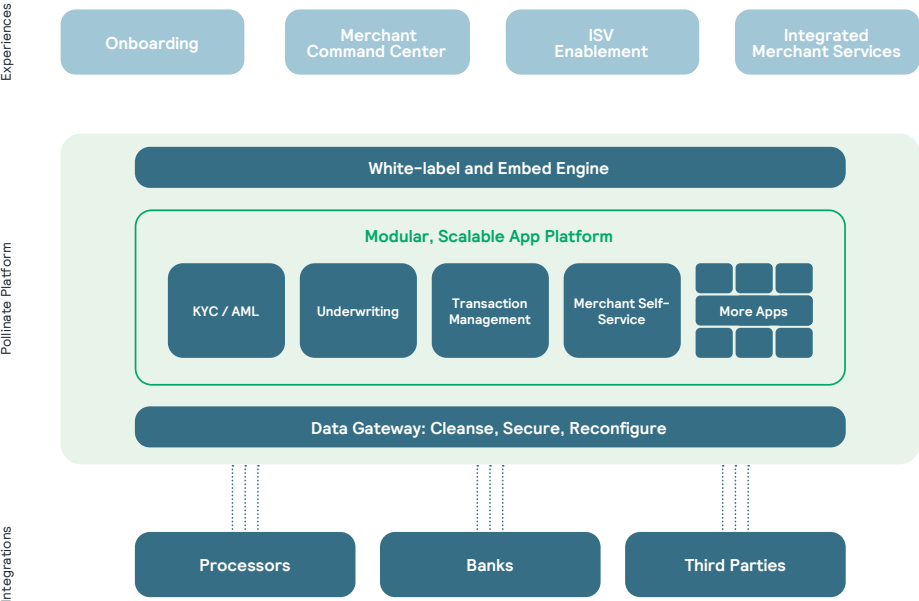 Experiences
Onboarding
Merchant
Command Center
ISV
Enablement
Integrated
Merchant Services
Pollinate Platform
White-label and Embed Engine
Modular, Scalable App Platform
KYC / AML
Underwriting
Transaction
Management
Merchant Self-
Service
More Apps
Data Gateway: Cleanse, Secure, Reconfigure
Integrations
Processors
Banks
Third Parties